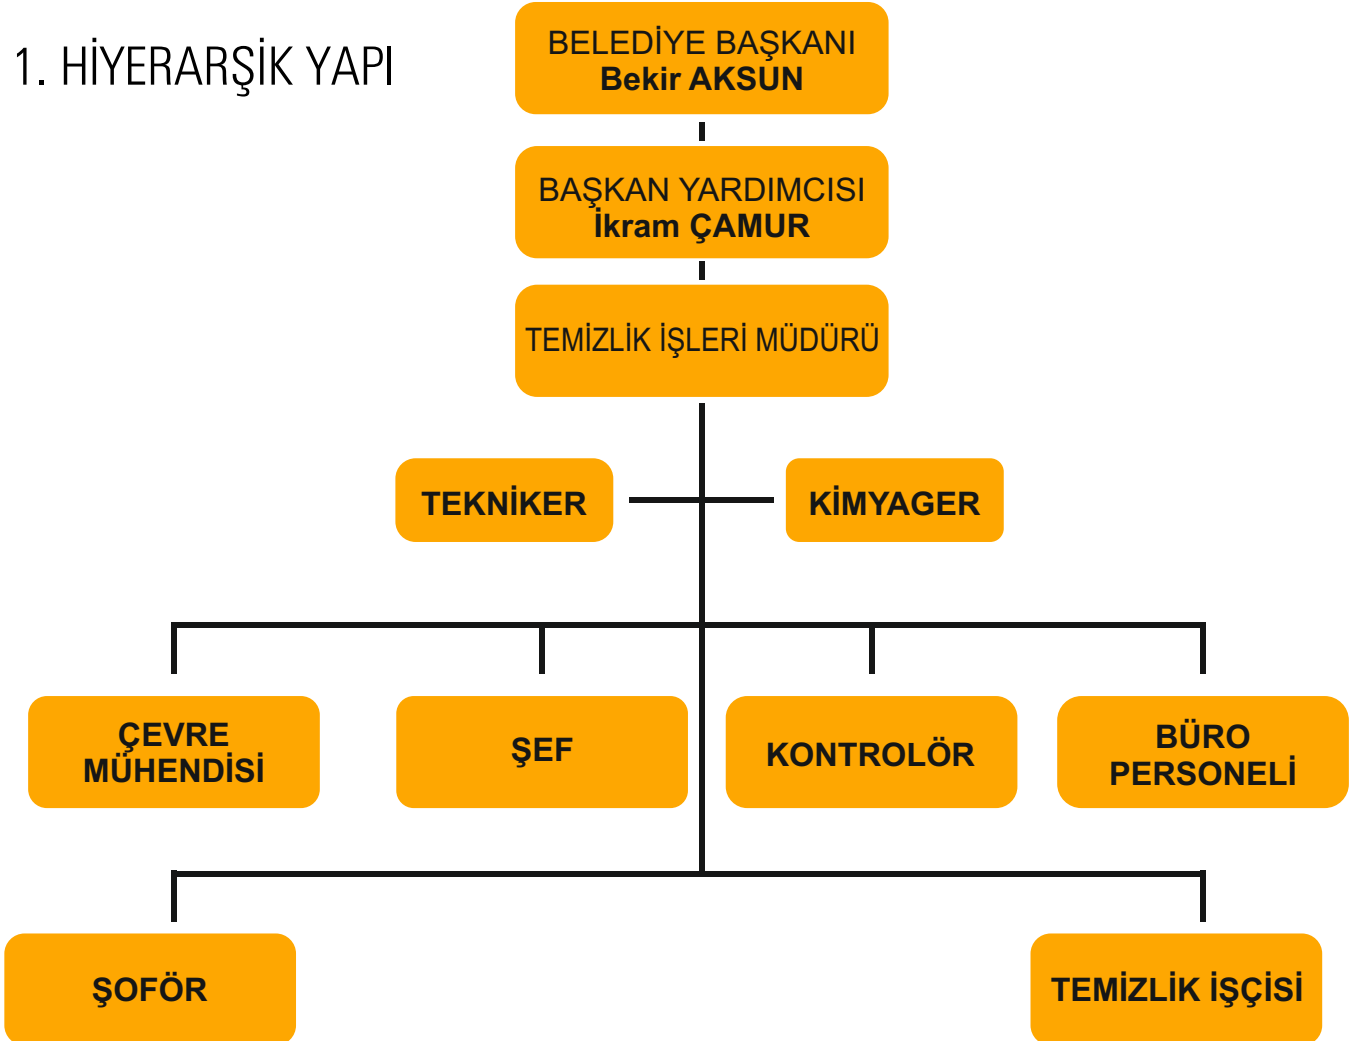 1. HİYERARŞİK YAPI
BELEDİYE BAŞKANI
Bekir AKSUN
BAŞKAN YARDIMCISI
İkram ÇAMUR
TEMİZLİK İŞLERİ MÜDÜRÜ
TEKNİKER
KİMYAGER
ÇEVRE
MÜHENDİSİ
ŞEF
KONTROLÖR
BÜRO
PERSONELİ
ŞOFÖR
TEMİZLİK İŞÇİSİ